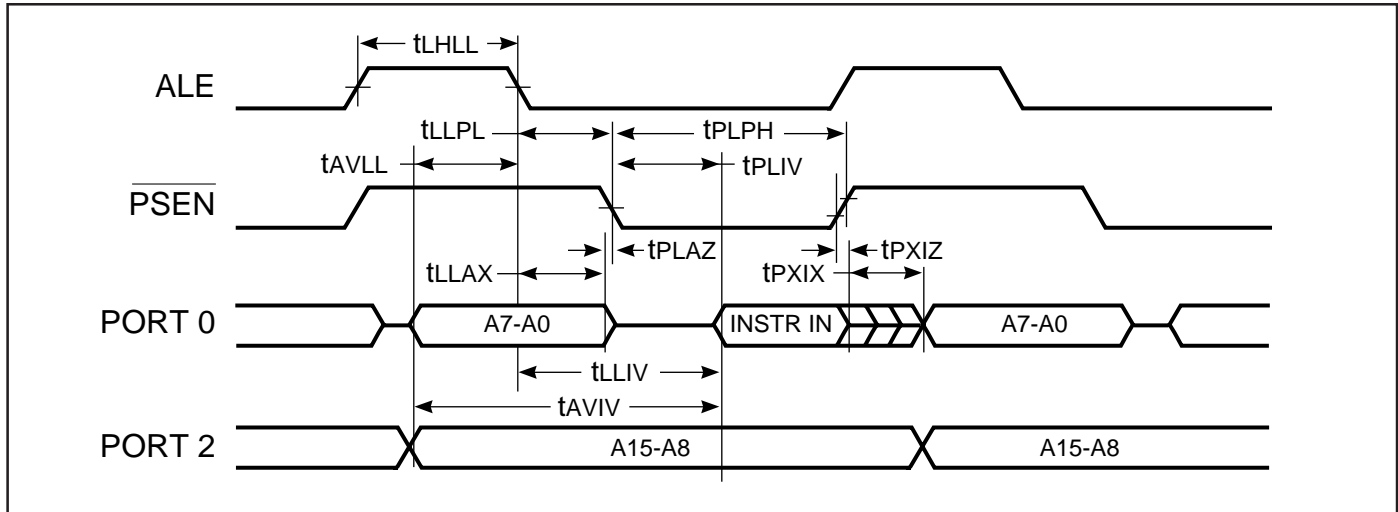 tLHLL
ALE
tLLPL
tPLPH
tAVLL
tPLIV
PSEN
tPLAZ
tPXIZ
tLLAX
tPXIX
PORT 0
A7-A0
INSTR IN
A7-A0
tLLIV
tAVIV
PORT 2
A15-A8
A15-A8